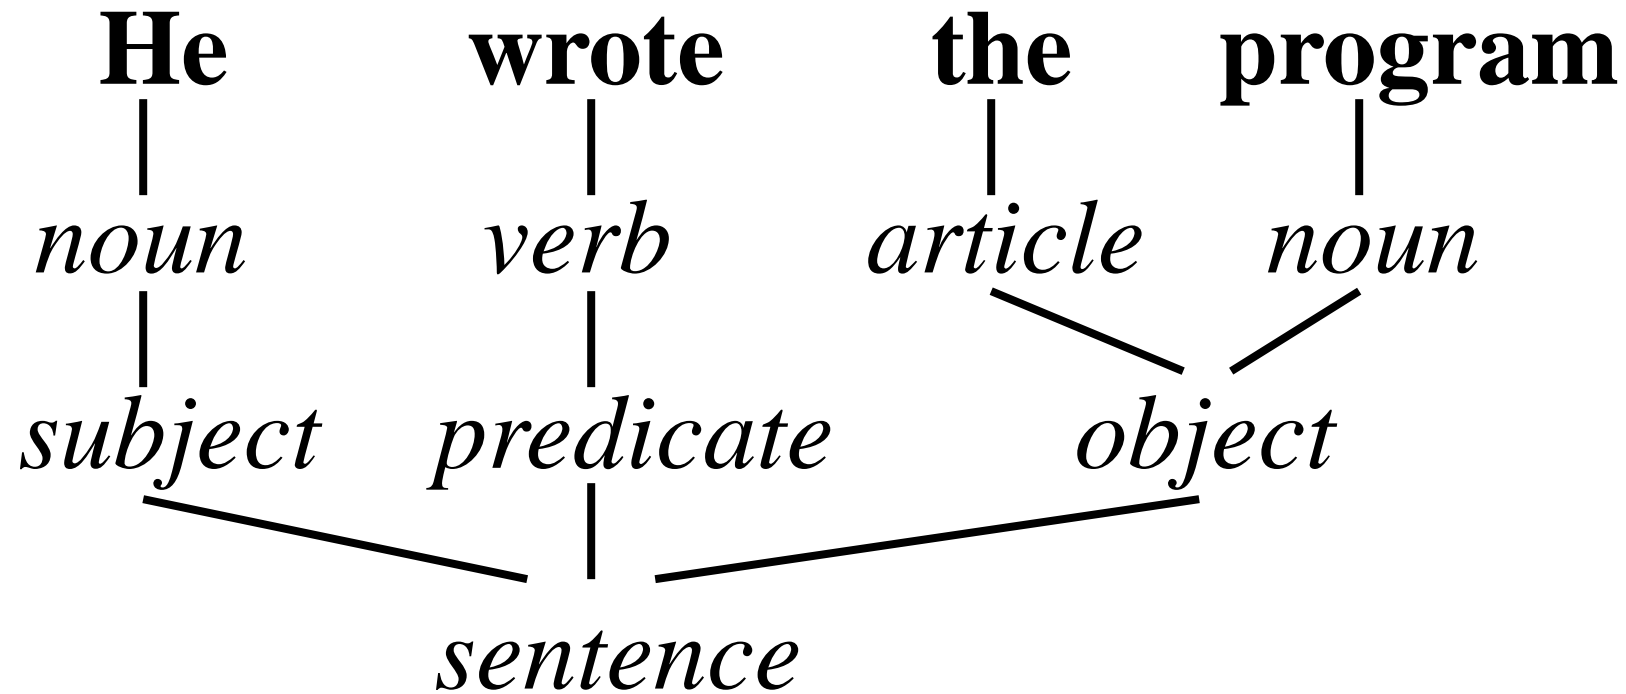 He wrote the program
noun verb article noun
subject predicate object
sentence